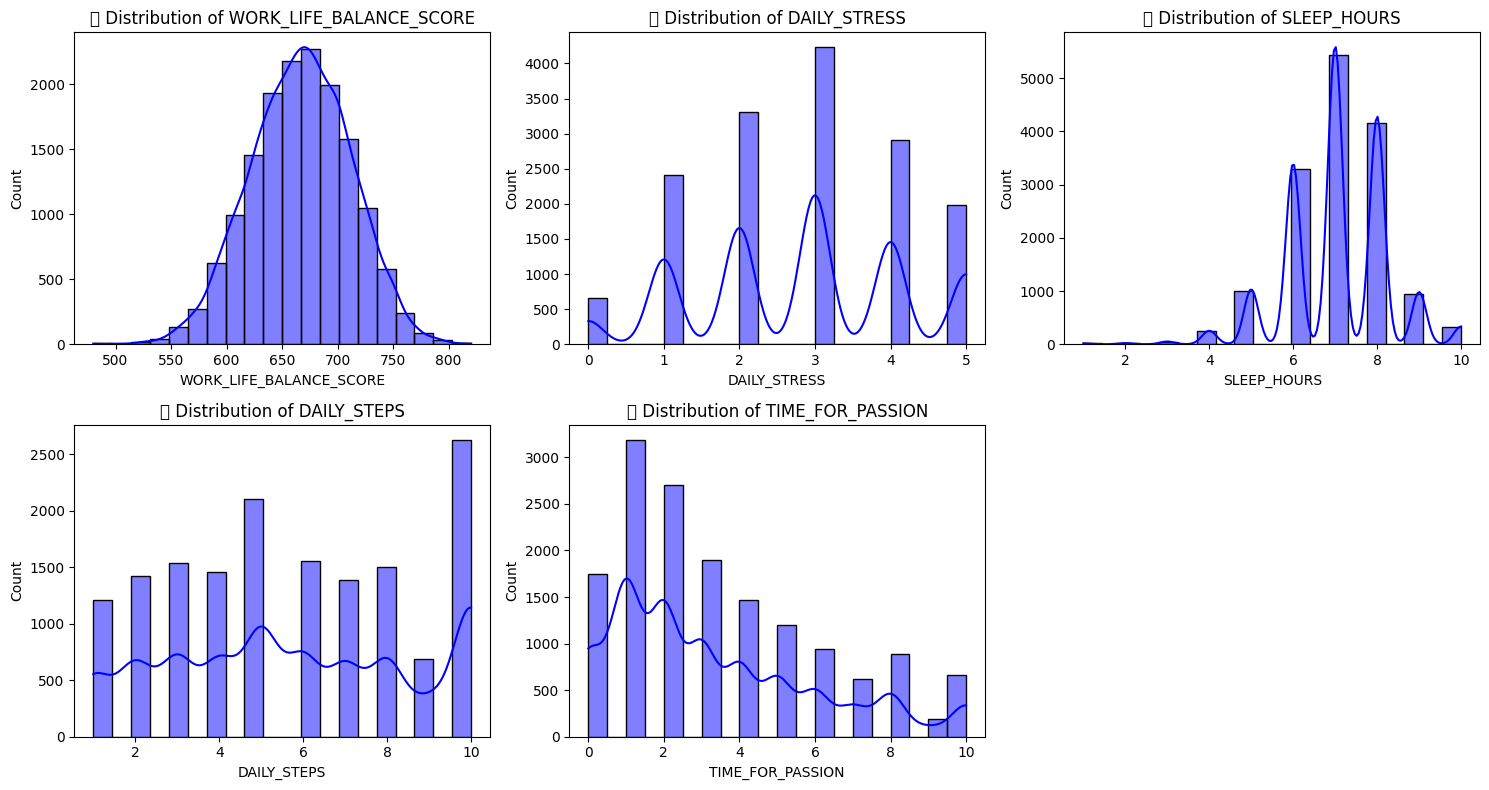 Distribution of WORK_LIFE_BALANCE_SCORE
Count
2000
1500
1000
500
0
500 550 600 650 700 750 800
WORK_LIFE_BALANCE_SCORE
Distribution of DAILY_STRESS
Count
4000
3500
3000
2500
2000
1500
1000
500
0
0 1 2 3 4 5
DAILY_STRESS
Distribution of SLEEP_HOURS
Count
5000
4000
3000
2000
1000
0
2 4 6 8 10
SLEEP_HOURS
Distribution of DAILY_STEPS
Count
2500
2000
1500
1000
500
0
2 4 6 8 10
DAILY_STEPS
Distribution of TIME_FOR_PASSION
Count
3000
2500
2000
1500
1000
500
0
0 2 4 6 8 10
TIME_FOR_PASSION